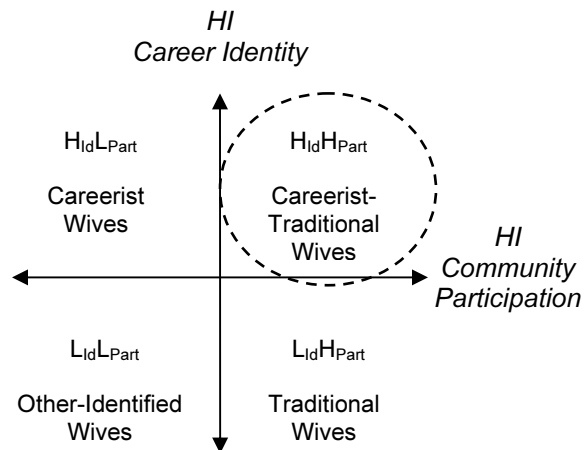 HI
Career Identity
HIdLPart
HIdHPart
Careerist
Wives
Careerist-
Traditional
Wives
HI
Community
Participation
LIdLPart
LIdHPart
Other-Identified
Wives
Traditional
Wives